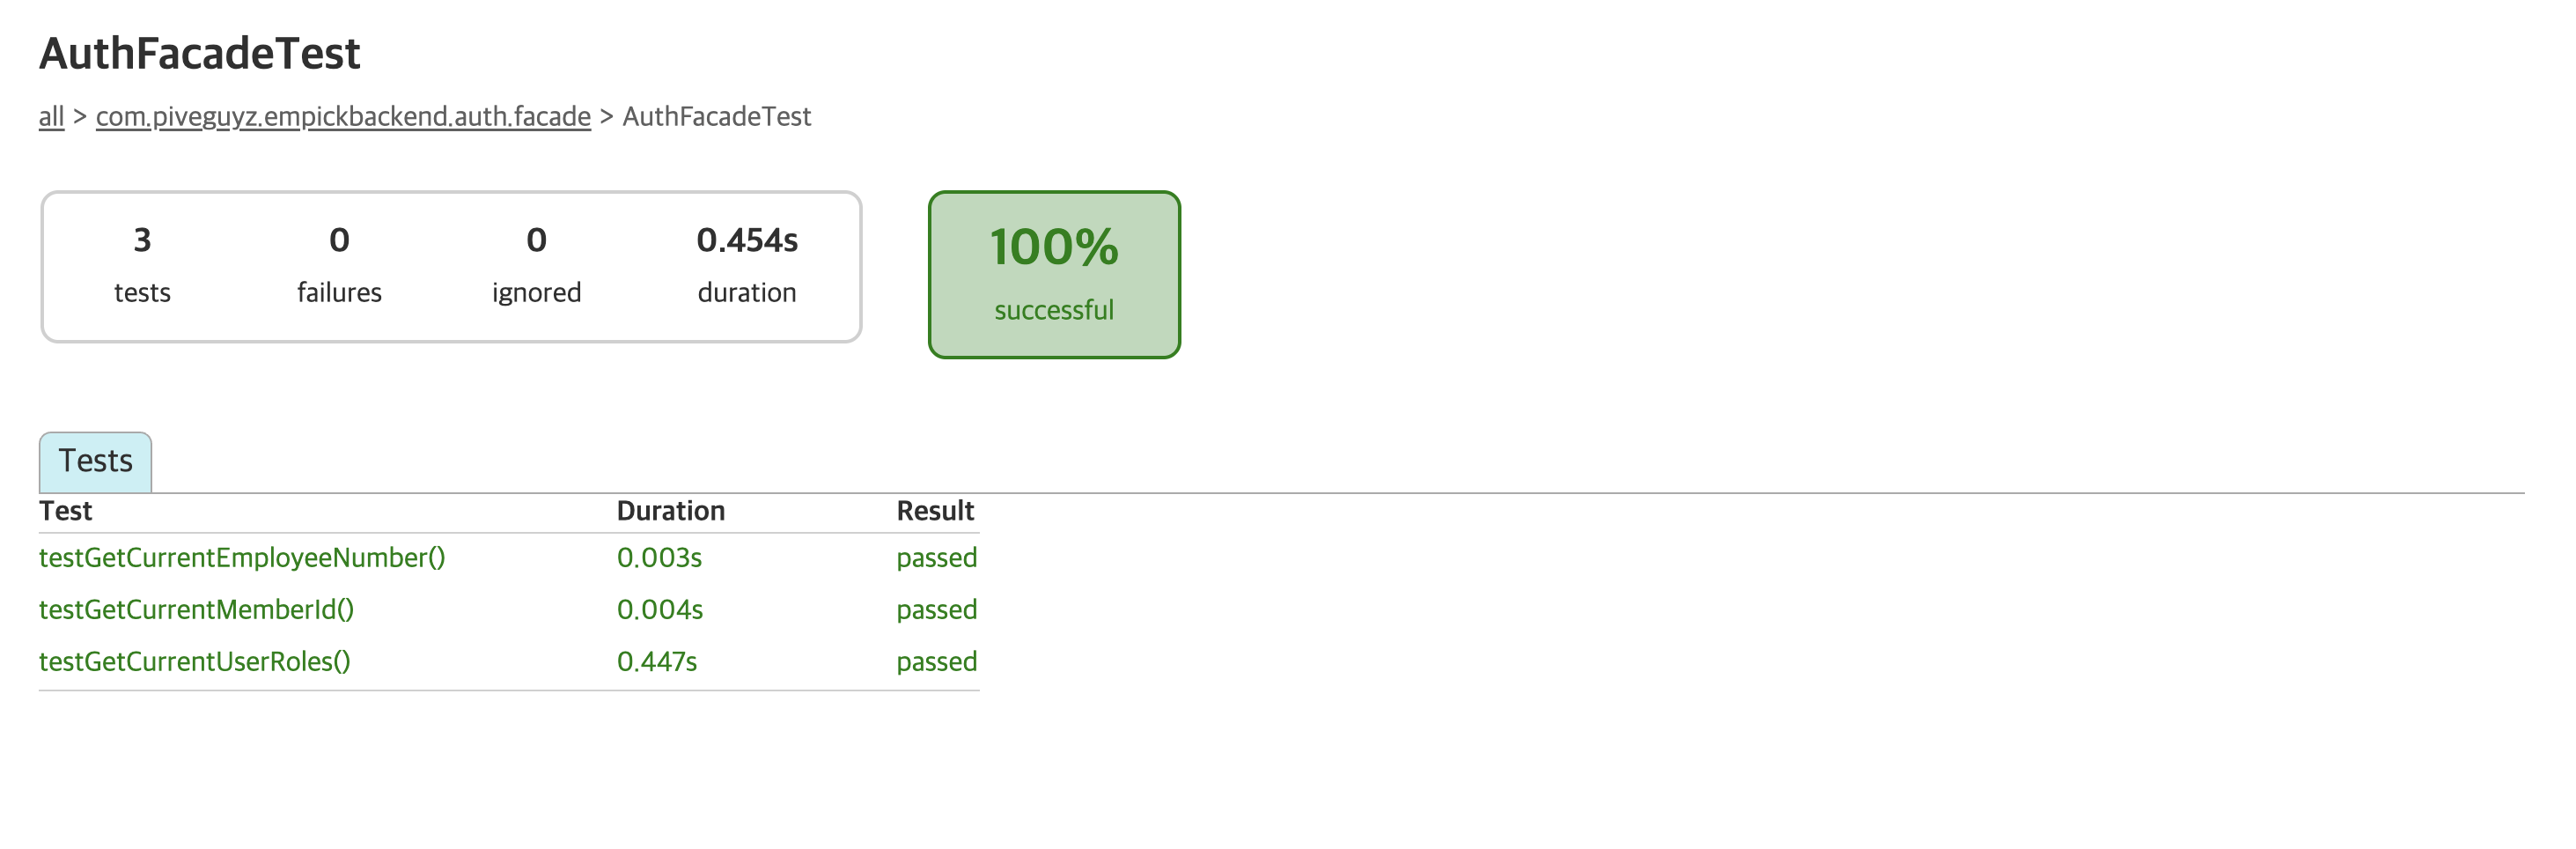 AuthFacadeTest
all > com.piveguyz.empickbackend.auth.facade > AuthFacadeTest
3 0 0 0.454s
tests failures ignored duration
100%
successful
Tests
Test Duration Result
testGetCurrentEmployeeNumber() 0.003s passed
testGetCurrentMemberId() 0.004s passed
testGetCurrentUserRoles() 0.447s passed